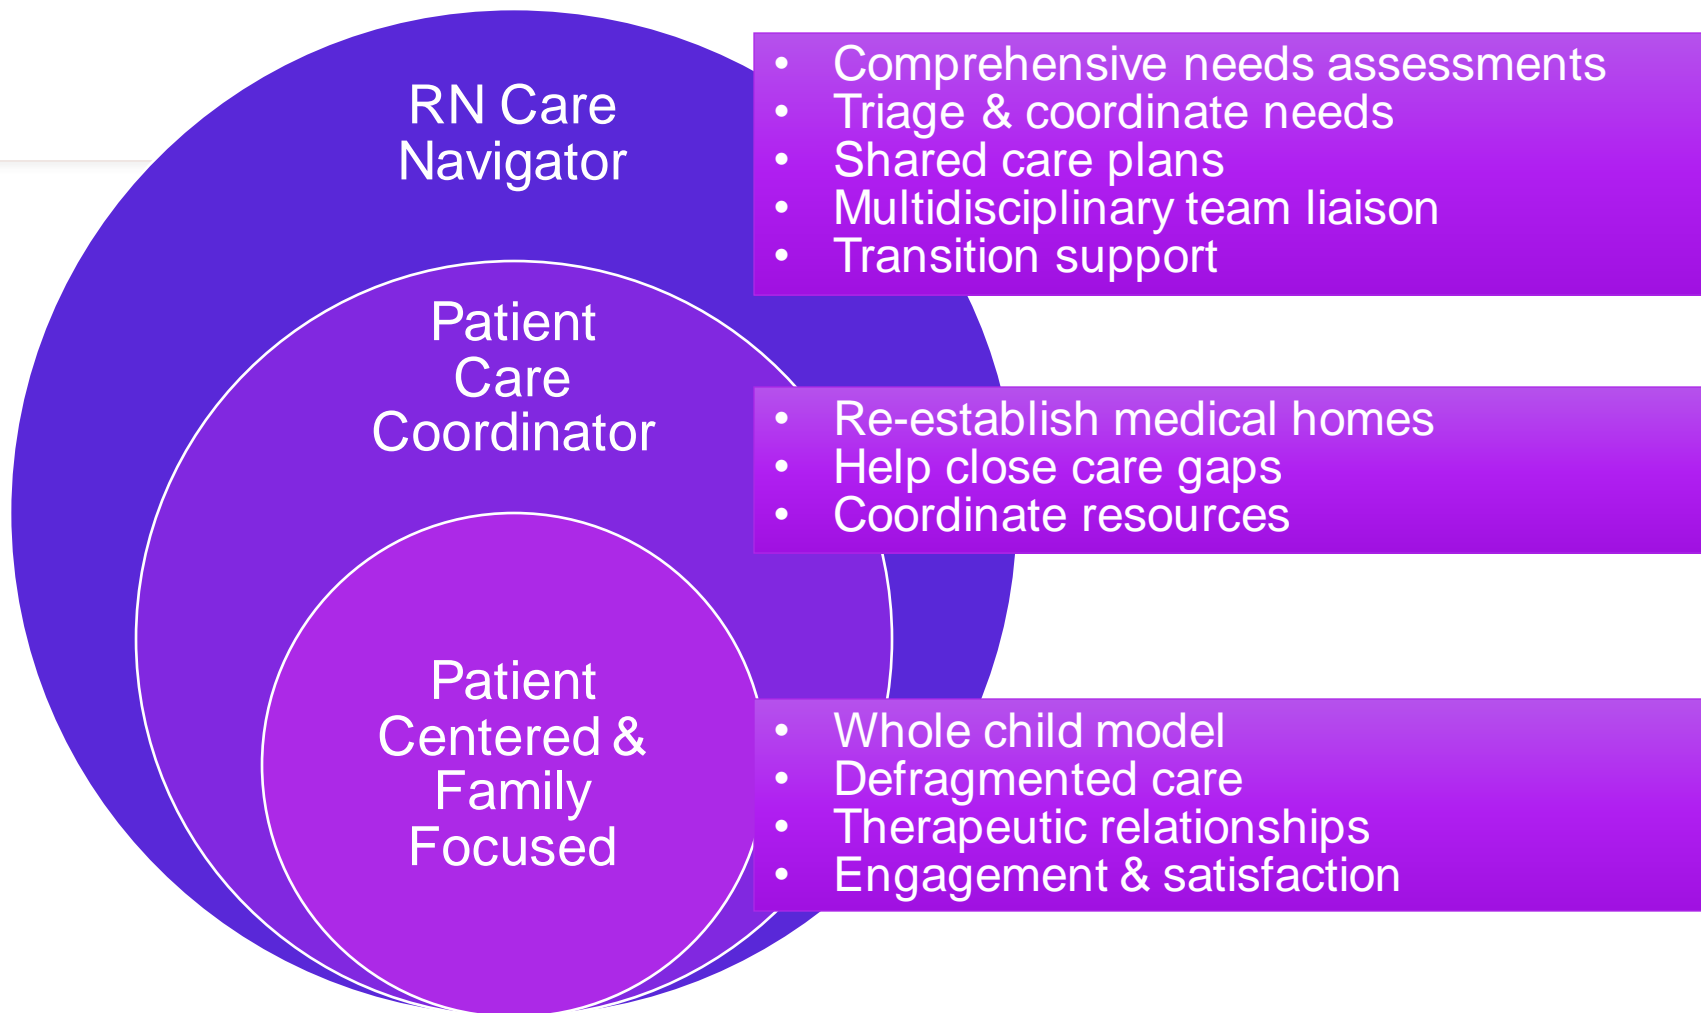 RN Care
Navigator
• Comprehensive needs assessments
• Triage & coordinate needs
• Shared care plans
• Multidisciplinary team liaison
• Transition support
Patient
Care
Coordinator
• Re-establish medical homes
• Help close care gaps
• Coordinate resources
Patient
Centered &
Family
Focused
• Whole child model
• Defragmented care
• Therapeutic relationships
• Engagement & satisfaction